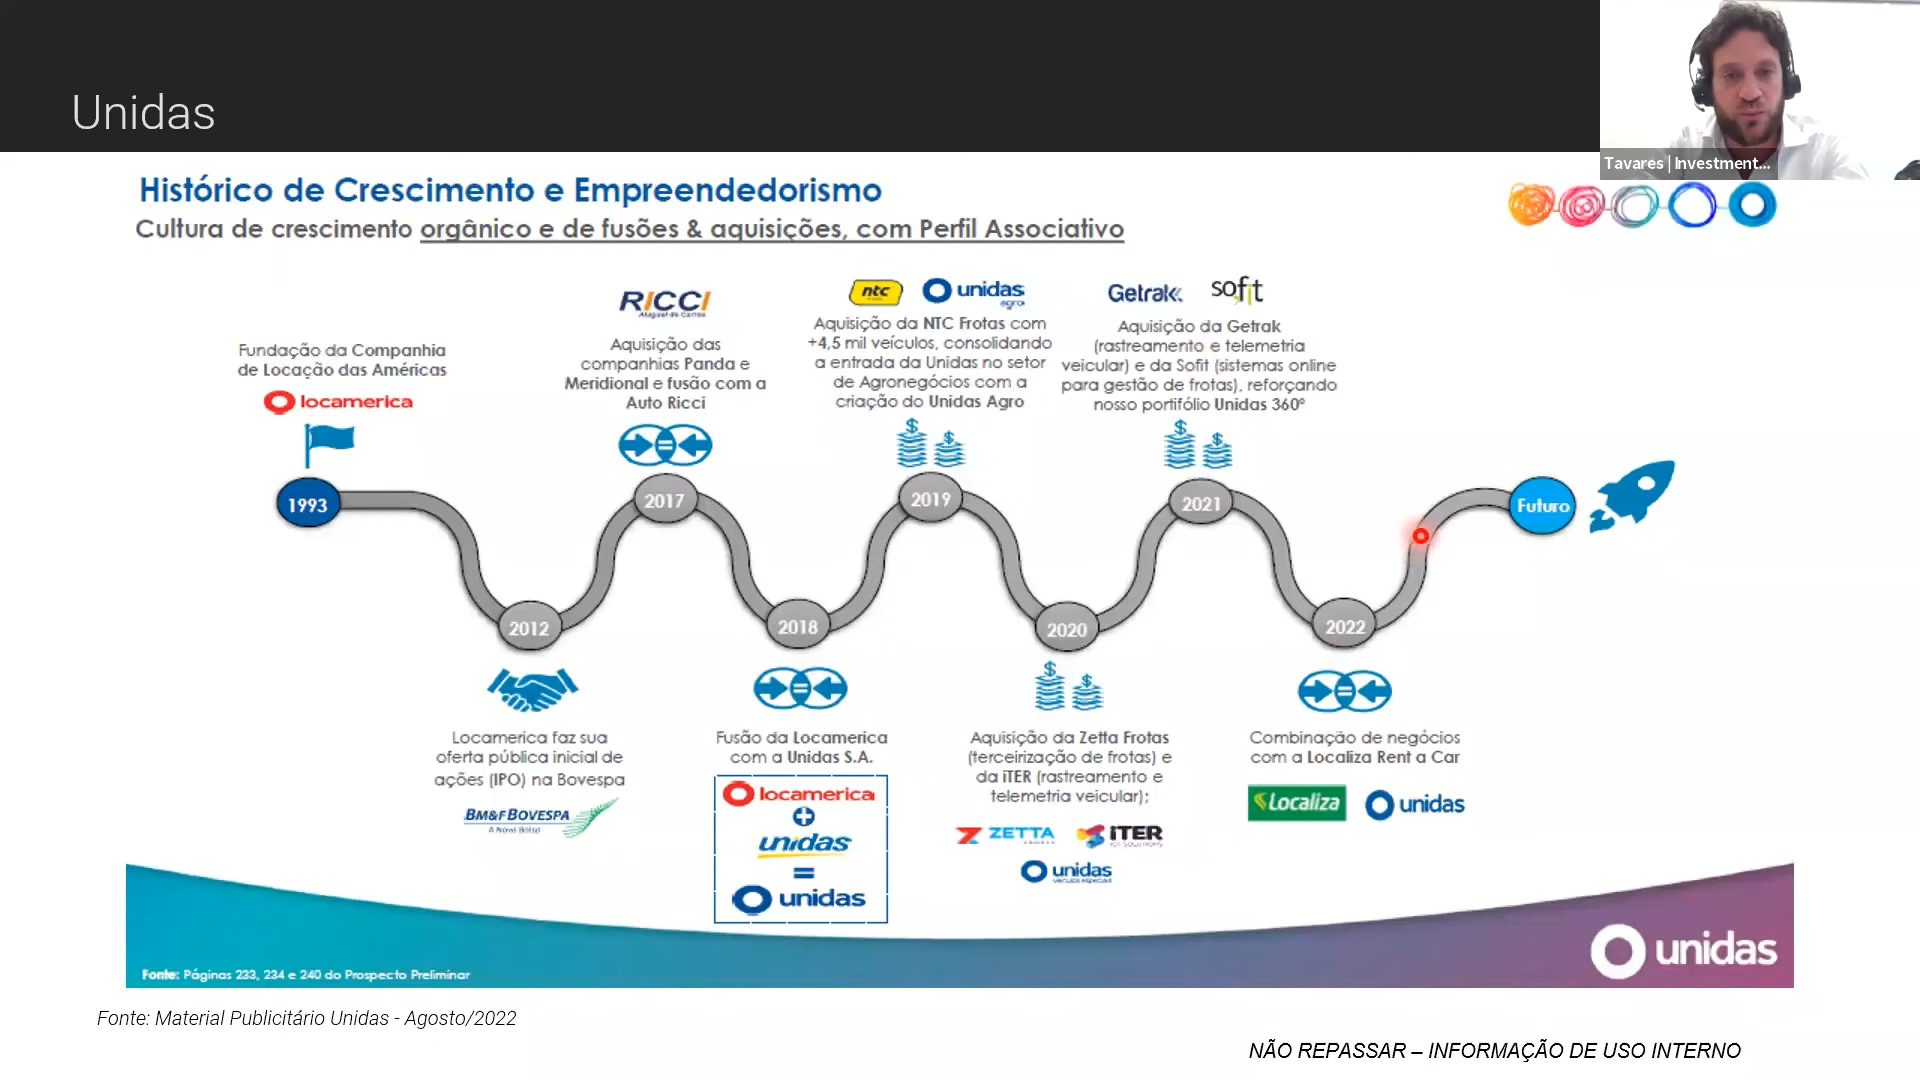 Unidas
Tavares | Investment...
Histórico de Crescimento e Empreendedorismo
Cultura de crescimento orgânico e de fusões & aquisições, com Perfil Associativo
Fundação da Companhia
de Locação das Américas
locamerica
1993
RICCI
Aluguel de Carros
Aquisição das
companhias Panda e
Meridional e fusão com a
Auto Ricci
2017
ntc
unidas
agro
Aquisição da NTC Frotas com
+4,5 mil veículos, consolidando
a entrada da Unidas no setor
de Agronegócios com a
criação do Unidas Agro
2019
Getrak
sofit
Aquisição da Getrak
(rastreamento e telemetria
veicular) e da Sofit (sistemas online
para gestão de frotas), reforçando
nosso portifólio Unidas 360º
2021
Futuro
2012
Locamerica faz sua
oferta pública inicial de
ações (IPO) na Bovespa
BM&FBOVESPA
A Nova Bolsa
2018
Fusão da Locamerica
com a Unidas S.A.
locamerica
+
unidas
=
unidas
2020
Aquisição da Zetta Frotas
(terceirização de frotas) e
da iTER (rastreamento e
telemetria veicular);
ZETTA
iTER
IOT SOLUTIONS
unidas
veículos especiais
2022
Combinação de negócios
com a Localiza Rent a Car
Localiza
unidas
Fonte: Páginas 233, 234 e 240 do Prospecto Preliminar
unidas
Fonte: Material Publicitário Unidas - Agosto/2022
NÃO REPASSAR – INFORMAÇÃO DE USO INTERNO